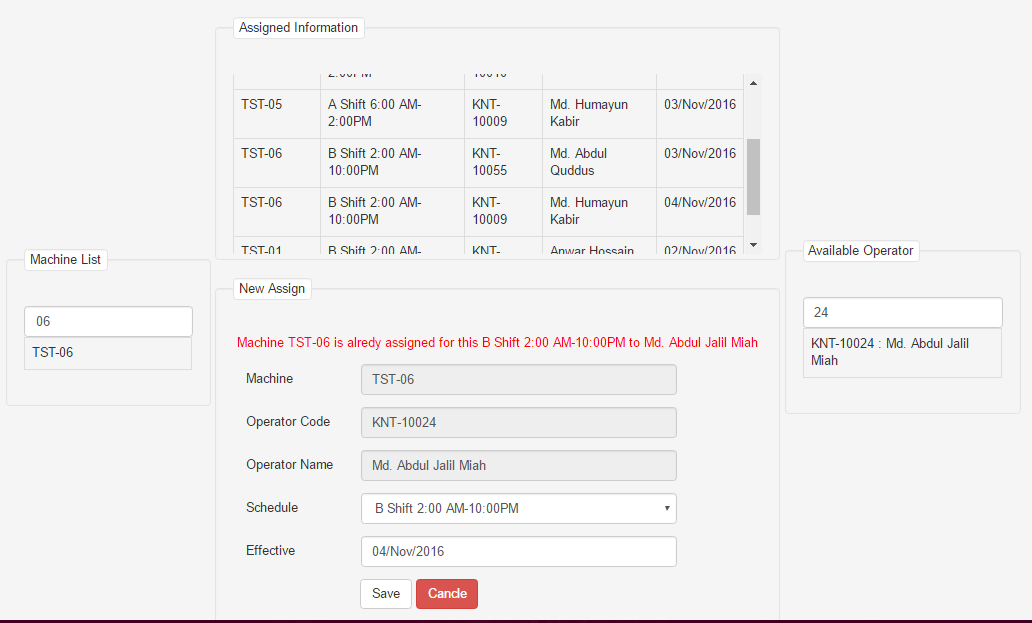 Assigned Information
TST-05 A Shift 6:00 AM- KNT- Md. Humayun 03/Nov/2016
2:00PM 10009 Kabir
TST-06 B Shift 2:00 AM- KNT- Md. Abdul 03/Nov/2016
10:00PM 10055 Quddus
TST-06 B Shift 2:00 AM- KNT- Md. Humayun 04/Nov/2016
10:00PM 10009 Kabir
TST-01 B Shift 2:00 AM- KNT- Anwar Hossain 02/Nov/2016
Machine List
06
TST-06
New Assign
Machine TST-06 is alredy assigned for this B Shift 2:00 AM-10:00PM to Md. Abdul Jalil Miah
Machine TST-06
Operator Code KNT-10024
Operator Name Md. Abdul Jalil Miah
Schedule B Shift 2:00 AM-10:00PM
Effective 04/Nov/2016
Save Cancle
Available Operator
24
KNT-10024 : Md. Abdul Jalil
Miah